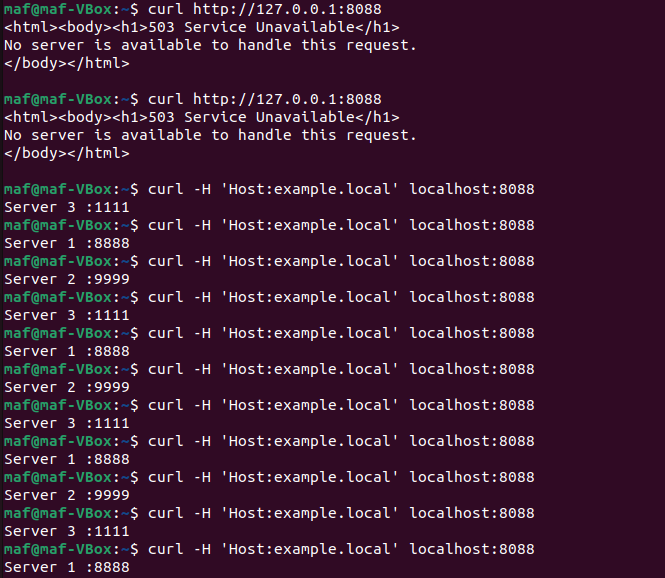 maf@maf-VBox:~$ curl http://127.0.0.1:8088
<html><body><h1>503 Service Unavailable</h1>
No server is available to handle this request.
</body></html>
maf@maf-VBox:~$ curl http://127.0.0.1:8088
<html><body><h1>503 Service Unavailable</h1>
No server is available to handle this request.
</body></html>
maf@maf-VBox:~$ curl -H 'Host:example.local' localhost:8088
Server 3 :1111
maf@maf-VBox:~$ curl -H 'Host:example.local' localhost:8088
Server 1 :8888
maf@maf-VBox:~$ curl -H 'Host:example.local' localhost:8088
Server 2 :9999
maf@maf-VBox:~$ curl -H 'Host:example.local' localhost:8088
Server 3 :1111
maf@maf-VBox:~$ curl -H 'Host:example.local' localhost:8088
Server 1 :8888
maf@maf-VBox:~$ curl -H 'Host:example.local' localhost:8088
Server 2 :9999
maf@maf-VBox:~$ curl -H 'Host:example.local' localhost:8088
Server 3 :1111
maf@maf-VBox:~$ curl -H 'Host:example.local' localhost:8088
Server 1 :8888
maf@maf-VBox:~$ curl -H 'Host:example.local' localhost:8088
Server 2 :9999
maf@maf-VBox:~$ curl -H 'Host:example.local' localhost:8088
Server 3 :1111
maf@maf-VBox:~$ curl -H 'Host:example.local' localhost:8088
Server 1 :8888